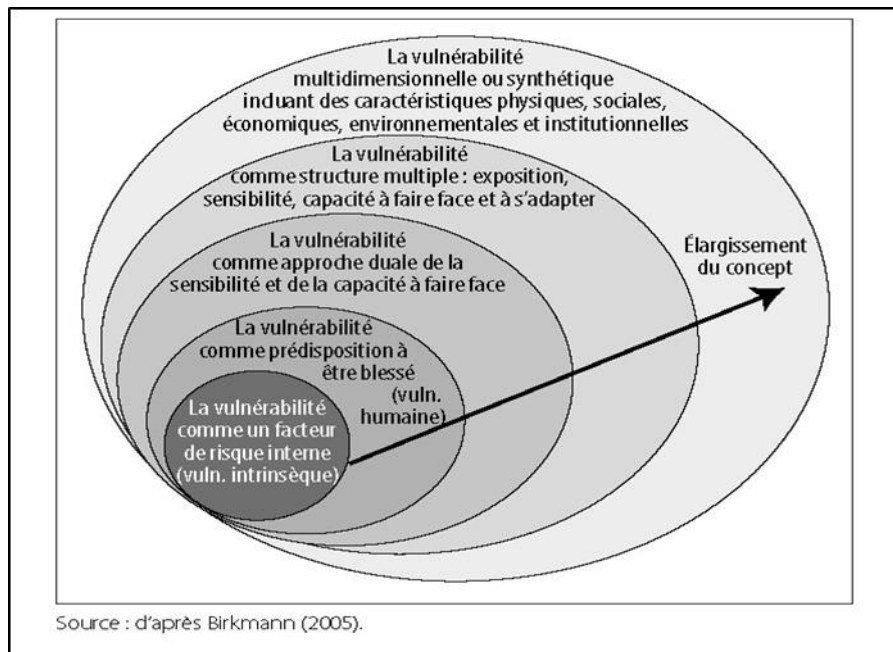 La vulnérabilité
multidimensionnelle ou synthétique
incluant des caractéristiques physiques, sociales,
économiques, environnementales et institutionnelles
La vulnérabilité
comme structure multiple : exposition,
sensibilité, capacité à faire face et à s'adapter
La vulnérabilité
comme approche duale de la
sensibilité et de la capacité à faire face
Élargissement
du concept
La vulnérabilité
comme prédisposition à
être blessé
(vuln.
humaine)
La vulnérabilité
comme un facteur
de risque interne
(vuln. intrinsèque)
Source : d'après Birkmann (2005).